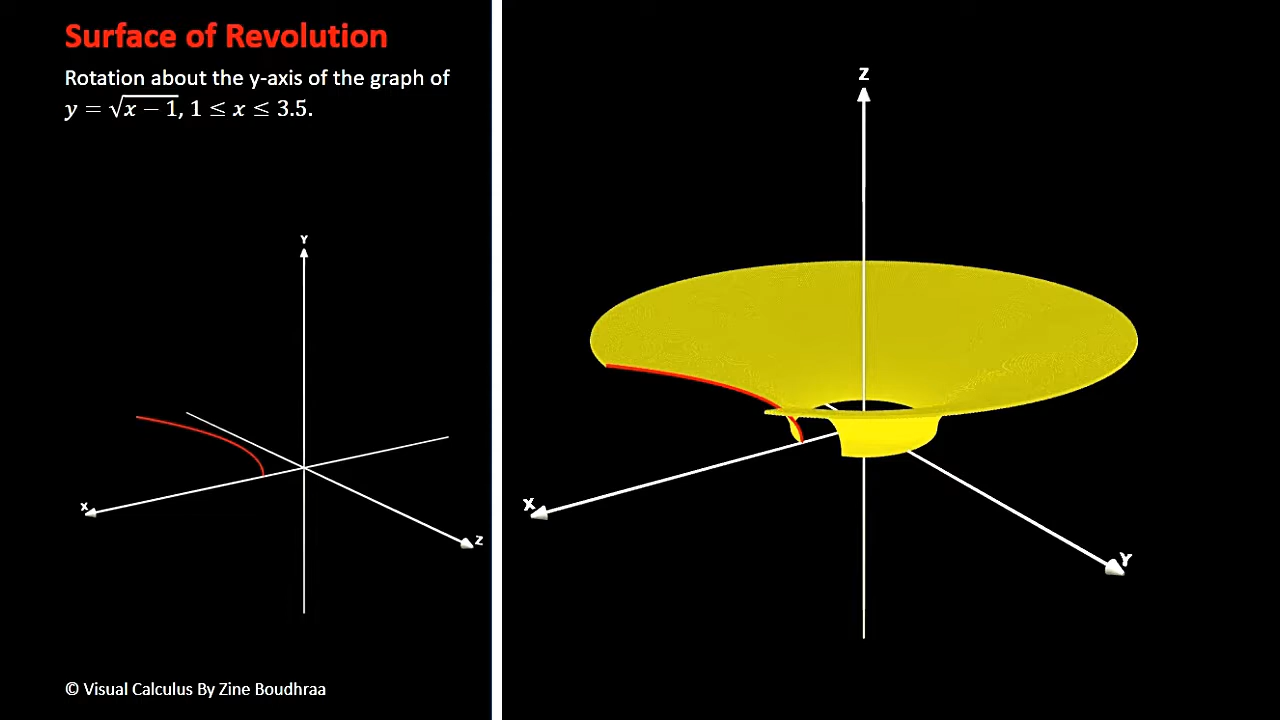 Surface of Revolution
Rotation about the y-axis of the graph of
y = √x − 1, 1 ≤ x ≤ 3.5.
Z
Y
X
Z
X
Y
© Visual Calculus By Zine Boudhraa